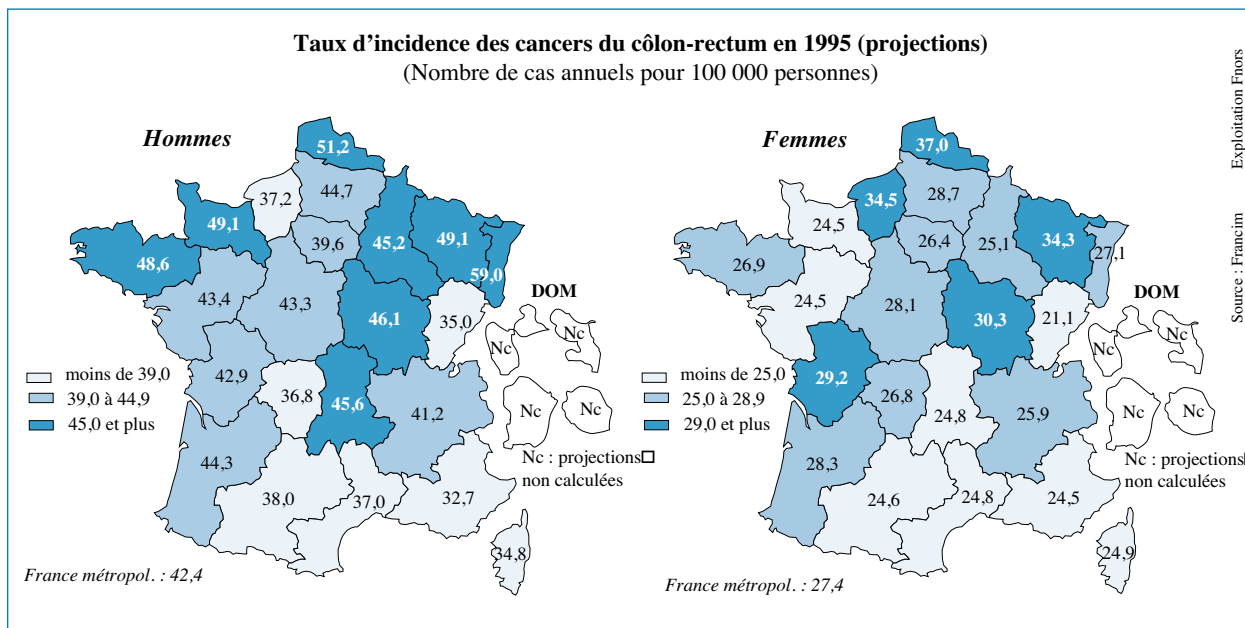 Taux d'incidence des cancers du côlon-rectum en 1995 (projections)
(Nombre de cas annuels pour 100 000 personnes)
Hommes
51,2
37,2
44,7
49,1
39,6
45,2
49,1
48,6
59,0
43,4
43,3
46,1
35,0
DOM
Nc
Nc
42,9
36,8
45,6
41,2
Nc
Nc
moins de 39,0
39,0 à 44,9
45,0 et plus
44,3
38,0
37,0
32,7
34,8
Nc : projections
non calculées
France métropol. : 42,4
Femmes
37,0
34,5
28,7
24,5
26,4
25,1
34,3
27,1
26,9
24,5
28,1
30,3
21,1
DOM
Nc
Nc
29,2
26,8
24,8
25,9
Nc
Nc
moins de 25,0
25,0 à 28,9
29,0 et plus
28,3
24,6
24,8
24,5
24,9
Nc : projections
non calculées
France métropol. : 27,4
Source : Francim
Exploitation Fnors